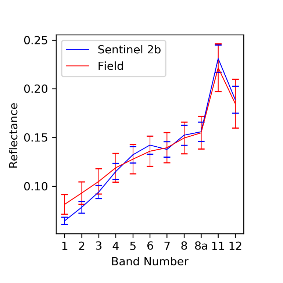 0.25
Sentinel 2b
Field
0.20
0.15
0.10
Reflectance
1 2 3 4 5 6 7 8 8a 11 12
Band Number